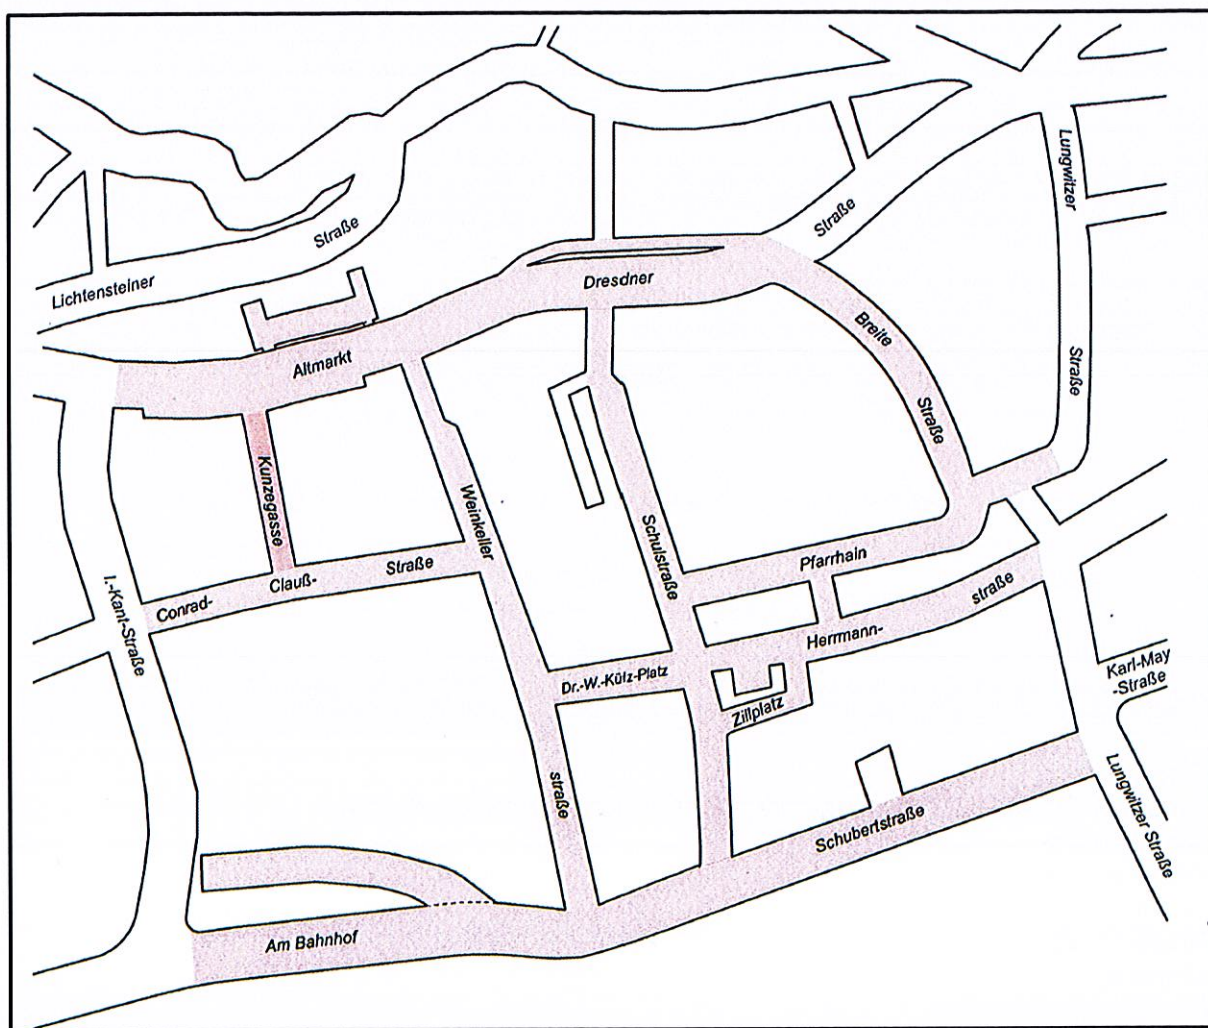 Lungwitzer
Straße
Straße
Straße
Lichtensteiner
Dresdner
Breite
Straße
Altmarkt
Kunzegasse
Weinkeller
straße
Schulstraße
Pfarrhain
Conrad-
Clauß-
Straße
I.-Kant-Straße
Herrmann-
straße
Dr.-W.-Külz-Platz
Zillplatz
Karl-May
-Straße
Lungwitzer Straße
Schubertstraße
Am Bahnhof